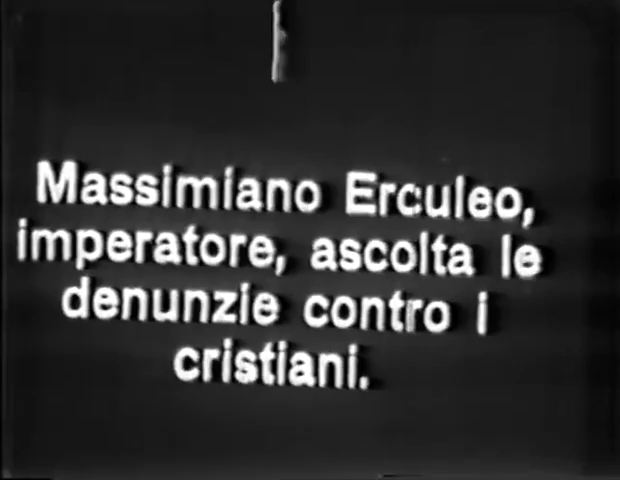 Massimiano Erculeo,
imperatore, ascolta le
denunzie contro i
cristiani.